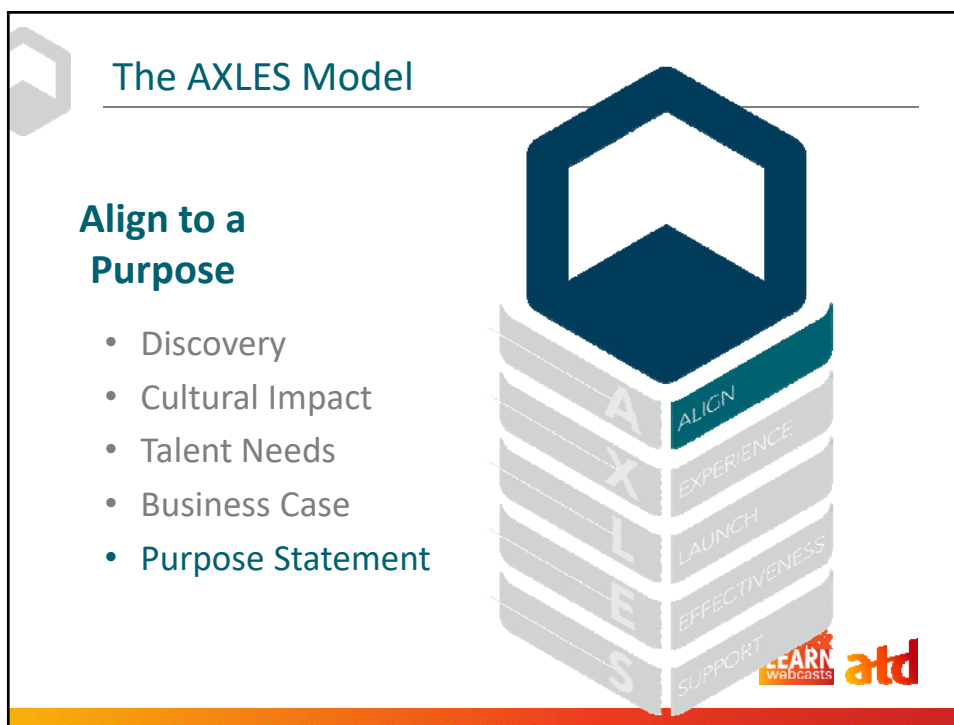 The AXLES Model
Align to a
Purpose
• Discovery
• Cultural Impact
• Talent Needs
• Business Case
• Purpose Statement
A ALIGN
X EXPERIENCE
L LAUNCH
E EFFECTIVENESS
S SUPPORT
LEARN
webcasts
atd